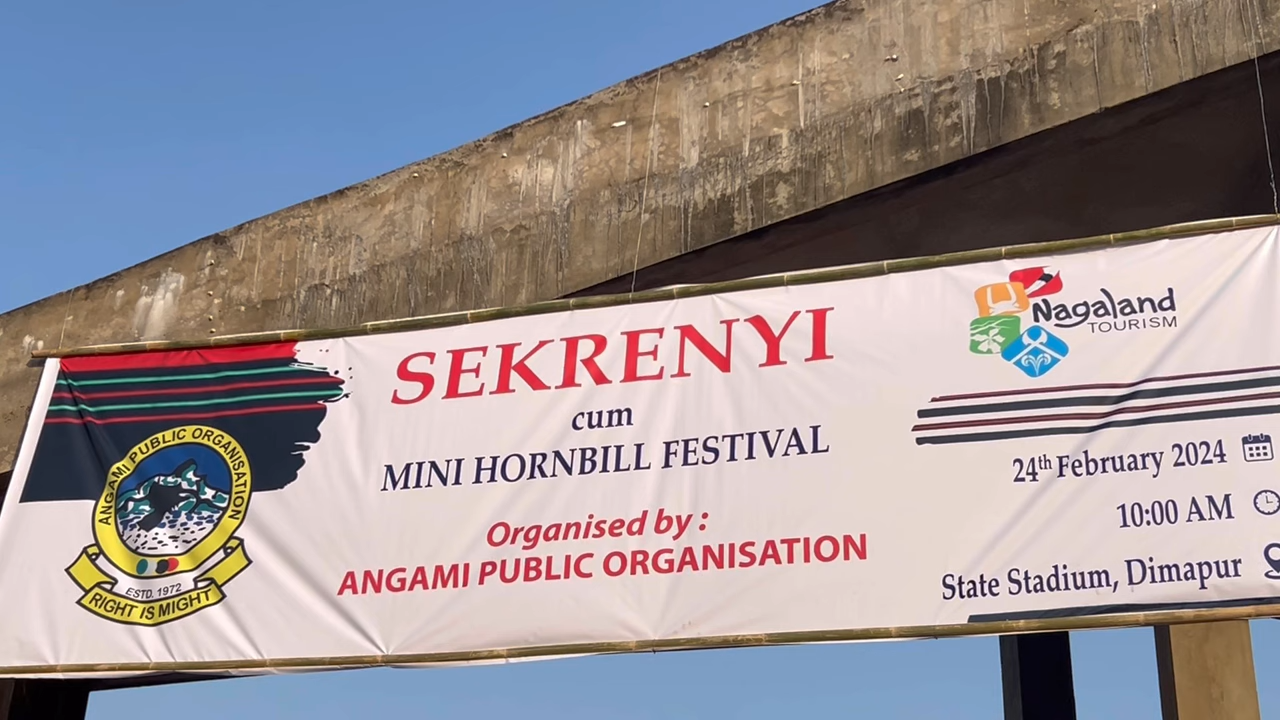 SEKRENYI
cum
MINI HORNBILL FESTIVAL
Organised by :
ANGAMI PUBLIC ORGANISATION
ANGAMI PUBLIC ORGANISATION
ESTD. 1972
RIGHT IS MIGHT
Nagaland
TOURISM
24th February 2024
10:00 AM
State Stadium, Dimapur